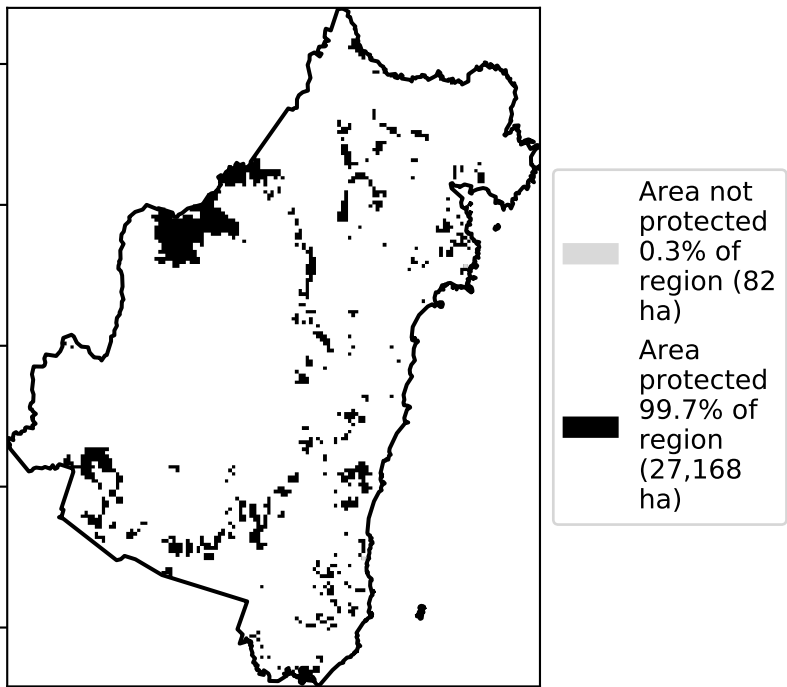 Area not
protected
0.3% of
region (82
ha)
Area
protected
99.7% of
region
(27,168
ha)